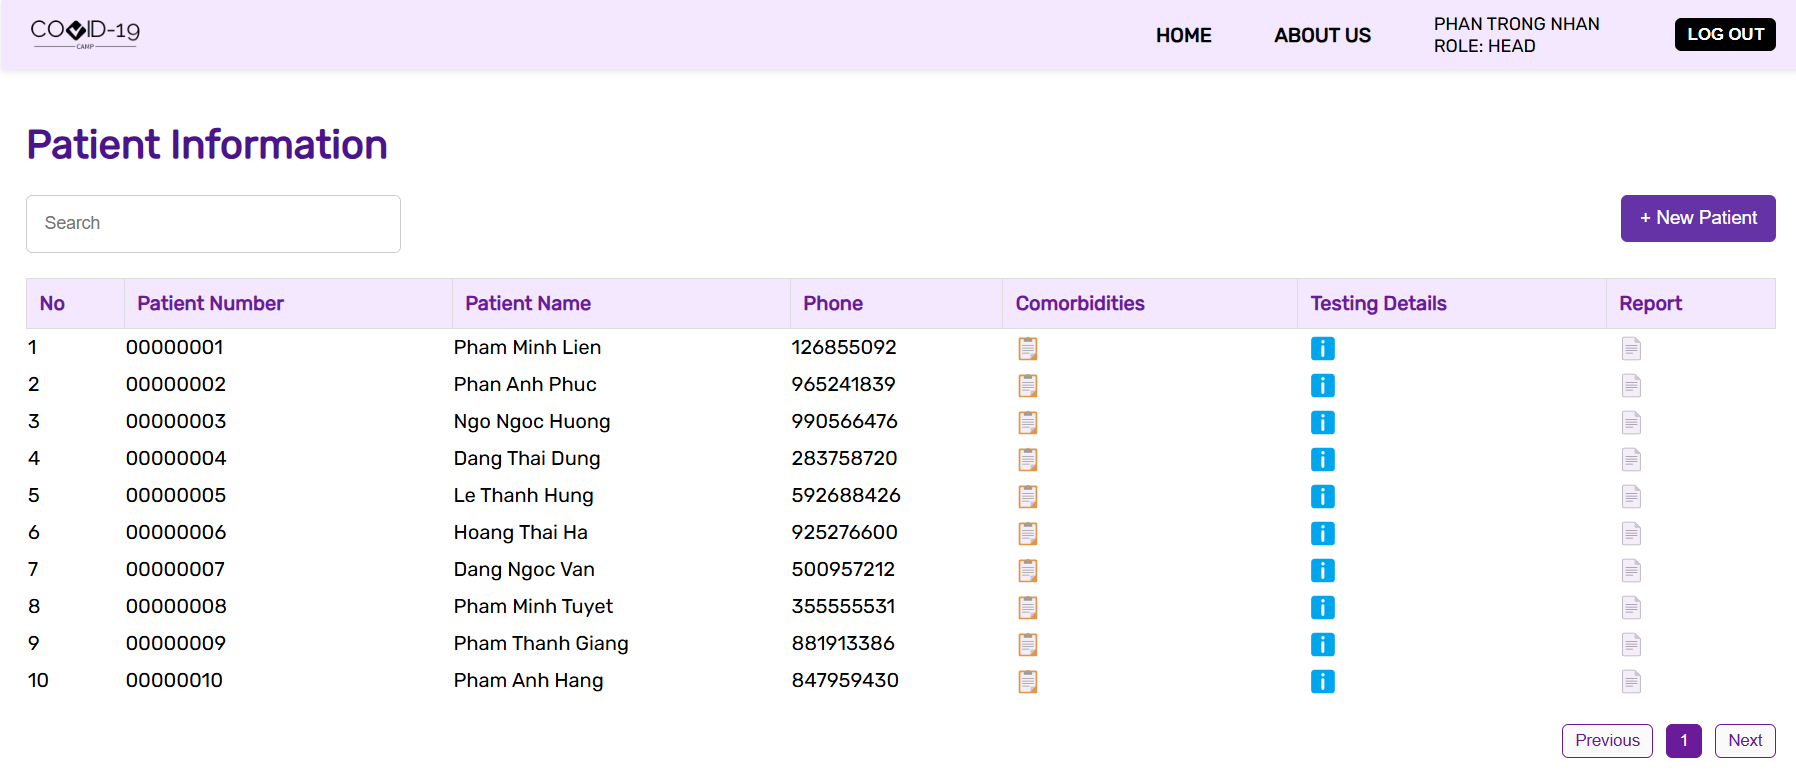 COVID-19
CAMP
HOME ABOUT US PHAN TRONG NHAN
ROLE: HEAD
LOG OUT
Patient Information
Search
+ New Patient
No Patient Number Patient Name Phone Comorbidities Testing Details Report
1 00000001 Pham Minh Lien 126855092
2 00000002 Phan Anh Phuc 965241839
3 00000003 Ngo Ngoc Huong 990566476
4 00000004 Dang Thai Dung 283758720
5 00000005 Le Thanh Hung 592688426
6 00000006 Hoang Thai Ha 925276600
7 00000007 Dang Ngoc Van 500957212
8 00000008 Pham Minh Tuyet 355555531
9 00000009 Pham Thanh Giang 881913386
10 00000010 Pham Anh Hang 847959430
Previous 1 Next